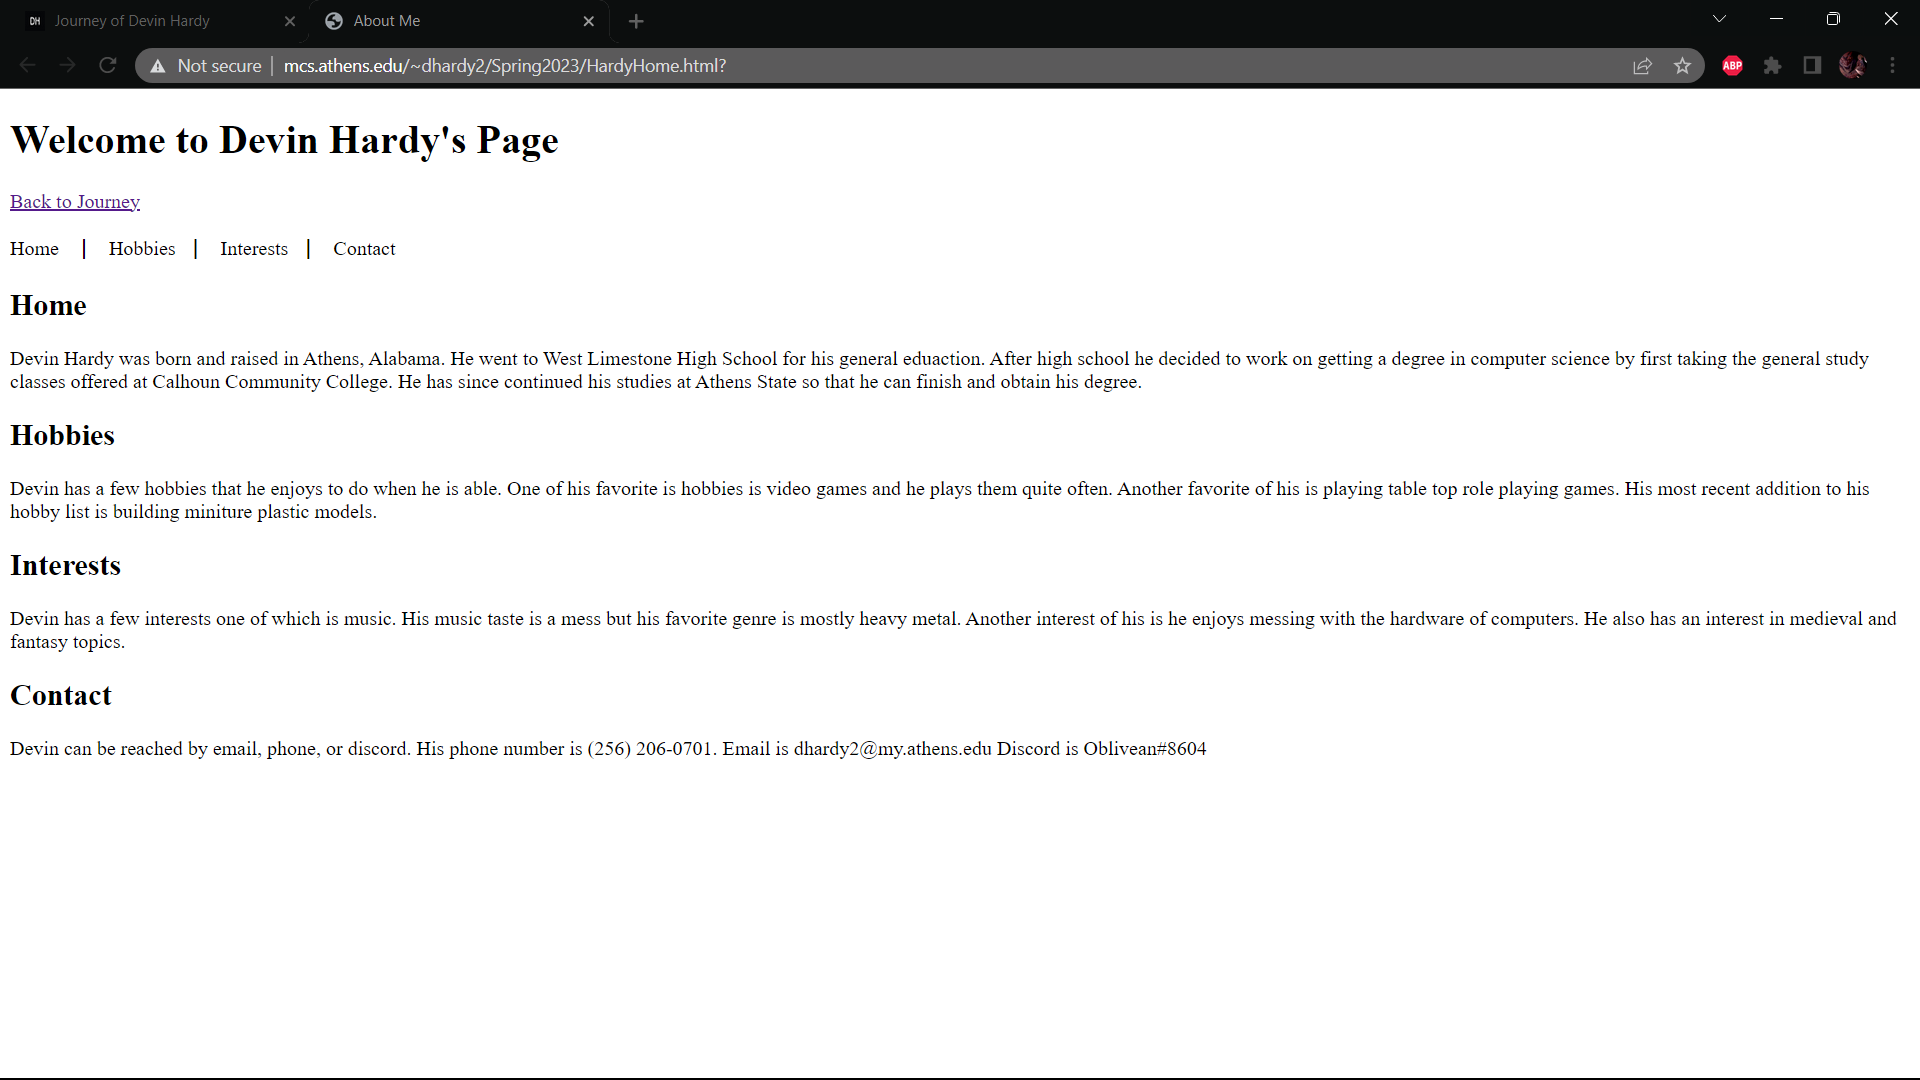 DH Journey of Devin Hardy About Me
Not secure | mcs.athens.edu/~dhardy2/Spring2023/HardyHome.html? ABP
Welcome to Devin Hardy's Page
Back to Journey
Home | Hobbies | Interests | Contact
Home
Devin Hardy was born and raised in Athens, Alabama. He went to West Limestone High School for his general eduaction. After high school he decided to work on getting a degree in computer science by first taking the general study
classes offered at Calhoun Community College. He has since continued his studies at Athens State so that he can finish and obtain his degree.
Hobbies
Devin has a few hobbies that he enjoys to do when he is able. One of his favorite is hobbies is video games and he plays them quite often. Another favorite of his is playing table top role playing games. His most recent addition to his
hobby list is building miniture plastic models.
Interests
Devin has a few interests one of which is music. His music taste is a mess but his favorite genre is mostly heavy metal. Another interest of his is he enjoys messing with the hardware of computers. He also has an interest in medieval and
fantasy topics.
Contact
Devin can be reached by email, phone, or discord. His phone number is (256) 206-0701. Email is dhardy2@my.athens.edu Discord is Oblivean#8604